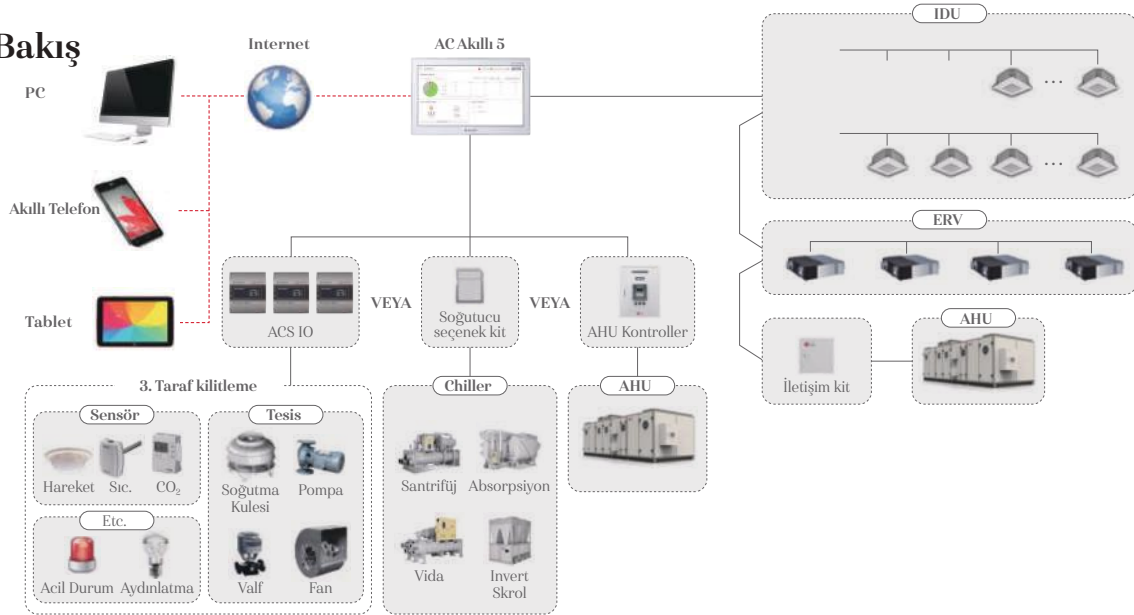 Bakış
PC
Internet
AC Akıllı 5
IDU
Akıllı Telefon
ERV
Tablet
ACS IO
VEYA
Soğutucu
seçenek kit
VEYA
AHU Kontroller
İletişim kit
AHU
3. Taraf kilitleme
Sensör
Hareket
Sıc.
CO₂
Etc.
Acil Durum
Aydınlatma
Tesis
Soğutma
Kulesi
Pompa
Valf
Fan
Chiller
Santrifüj
Absorpsiyon
Vida
Invert
Skrol
AHU